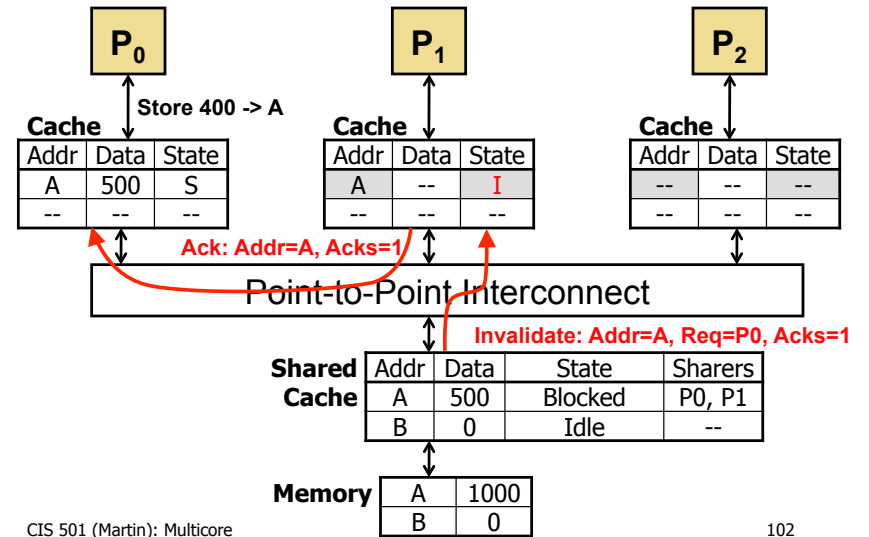 P0 P1 P2
Store 400 -> A
Cache Cache Cache
Addr Data State Addr Data State Addr Data State
A 500 S A -- I -- -- --
-- -- -- -- -- -- -- -- --
Ack: Addr=A, Acks=1
Point-to-Point Interconnect
Invalidate: Addr=A, Req=P0, Acks=1
Shared Addr Data State Sharers
Cache A 500 Blocked P0, P1
B 0 Idle --
Memory A 1000
B 0
CIS 501 (Martin): Multicore 102